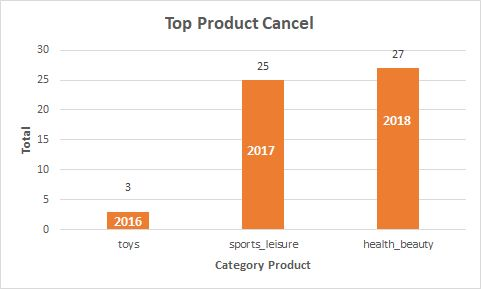 Top Product Cancel
30
25
20
15
10
5
0
Total
3
25
27
2016
2017
2018
toys
sports_leisure
health_beauty
Category Product